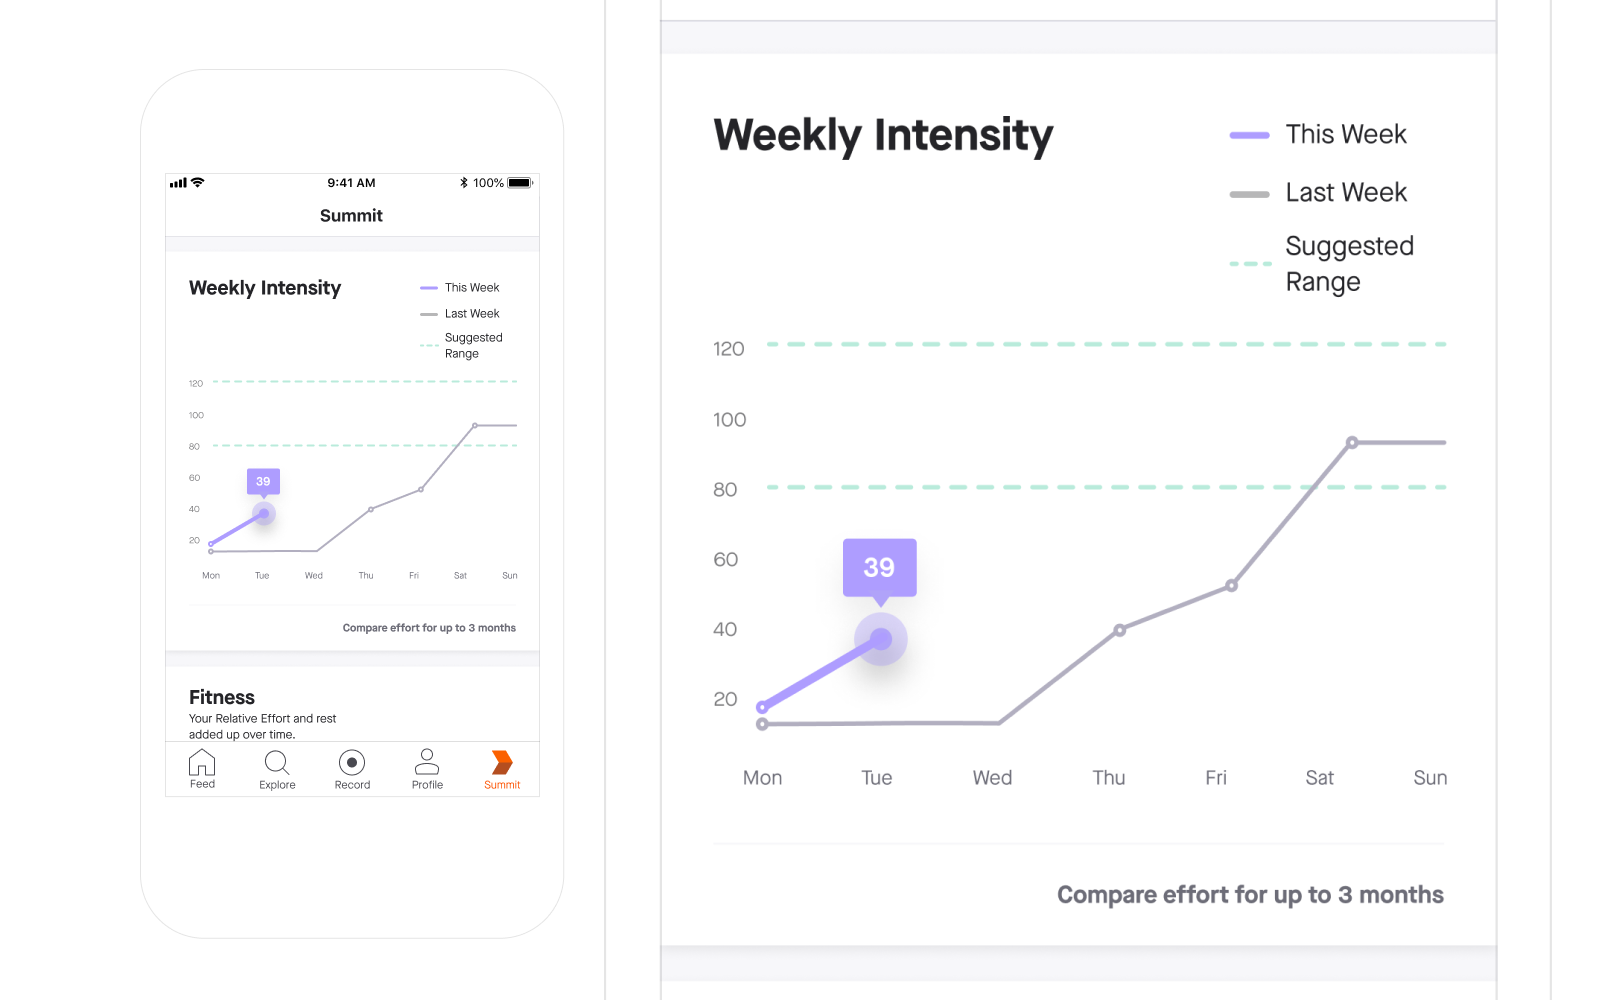 9:41 AM
100%
Summit
Weekly Intensity
This Week
Last Week
Suggested
Range
120
100
80
60
40
20
39
Mon Tue Wed Thu Fri Sat Sun
Compare effort for up to 3 months
Fitness
Your Relative Effort and rest
added up over time.
Feed Explore Record Profile Summit
Weekly Intensity
This Week
Last Week
Suggested
Range
120
100
80
60
40
20
39
Mon Tue Wed Thu Fri Sat Sun
Compare effort for up to 3 months